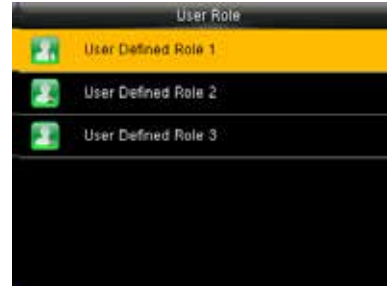 User Role
User Defined Role 1
User Defined Role 2
User Defined Role 3